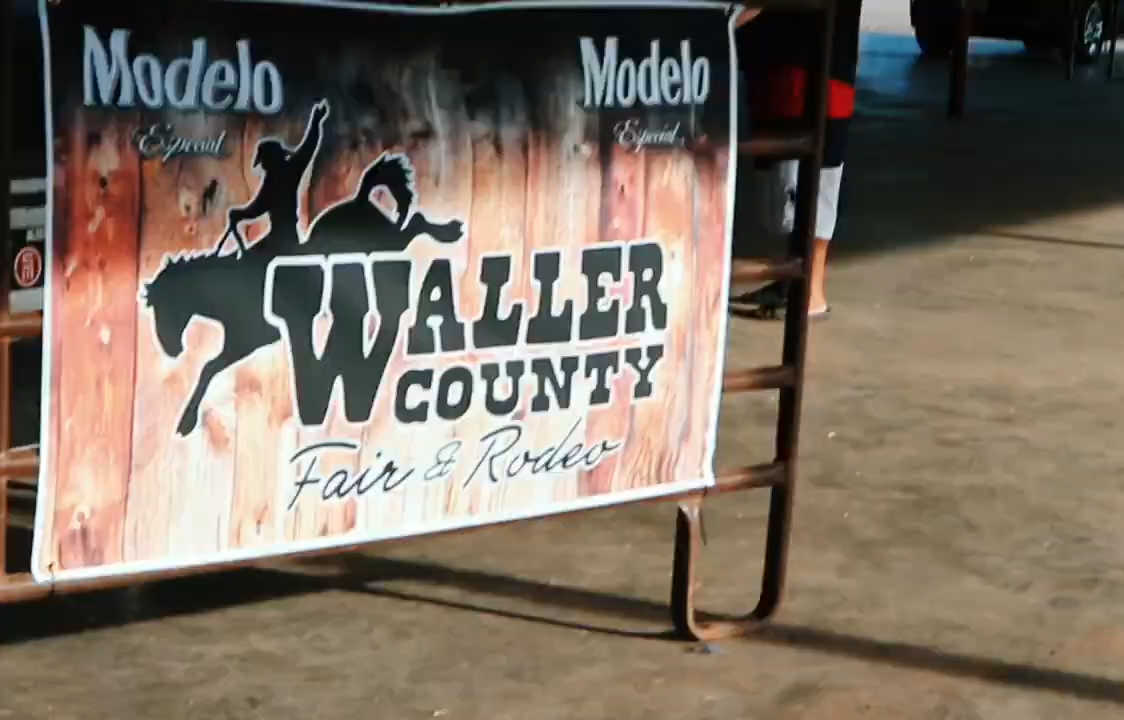 Modelo Modelo
Especial Especial
WALLER
COUNTY
Fair & Rodeo